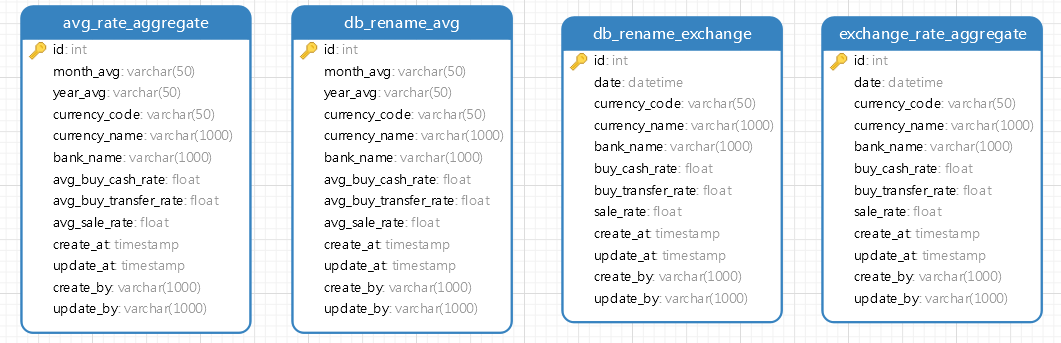 avg_rate_aggregate
id: int
month_avg: varchar(50)
year_avg: varchar(50)
currency_code: varchar(50)
currency_name: varchar(1000)
bank_name: varchar(1000)
avg_buy_cash_rate: float
avg_buy_transfer_rate: float
avg_sale_rate: float
create_at: timestamp
update_at: timestamp
create_by: varchar(1000)
update_by: varchar(1000)
db_rename_avg
id: int
month_avg: varchar(50)
year_avg: varchar(50)
currency_code: varchar(50)
currency_name: varchar(1000)
bank_name: varchar(1000)
avg_buy_cash_rate: float
avg_buy_transfer_rate: float
avg_sale_rate: float
create_at: timestamp
update_at: timestamp
create_by: varchar(1000)
update_by: varchar(1000)
db_rename_exchange
id: int
date: datetime
currency_code: varchar(50)
currency_name: varchar(1000)
bank_name: varchar(1000)
buy_cash_rate: float
buy_transfer_rate: float
sale_rate: float
create_at: timestamp
update_at: timestamp
create_by: varchar(1000)
update_by: varchar(1000)
exchange_rate_aggregate
id: int
date: datetime
currency_code: varchar(50)
currency_name: varchar(1000)
bank_name: varchar(1000)
buy_cash_rate: float
buy_transfer_rate: float
sale_rate: float
create_at: timestamp
update_at: timestamp
create_by: varchar(1000)
update_by: varchar(1000)